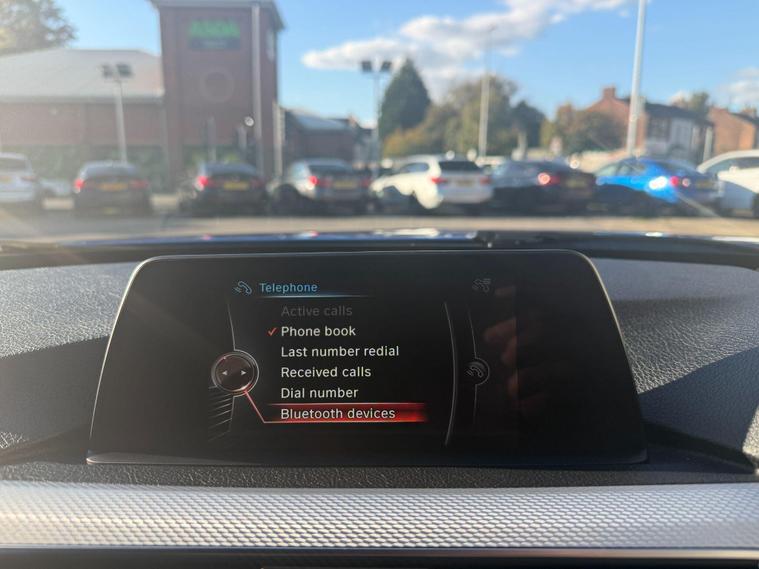 ASDA
Telephone
Active calls
Phone book
Last number redial
Received calls
Dial number
Bluetooth devices